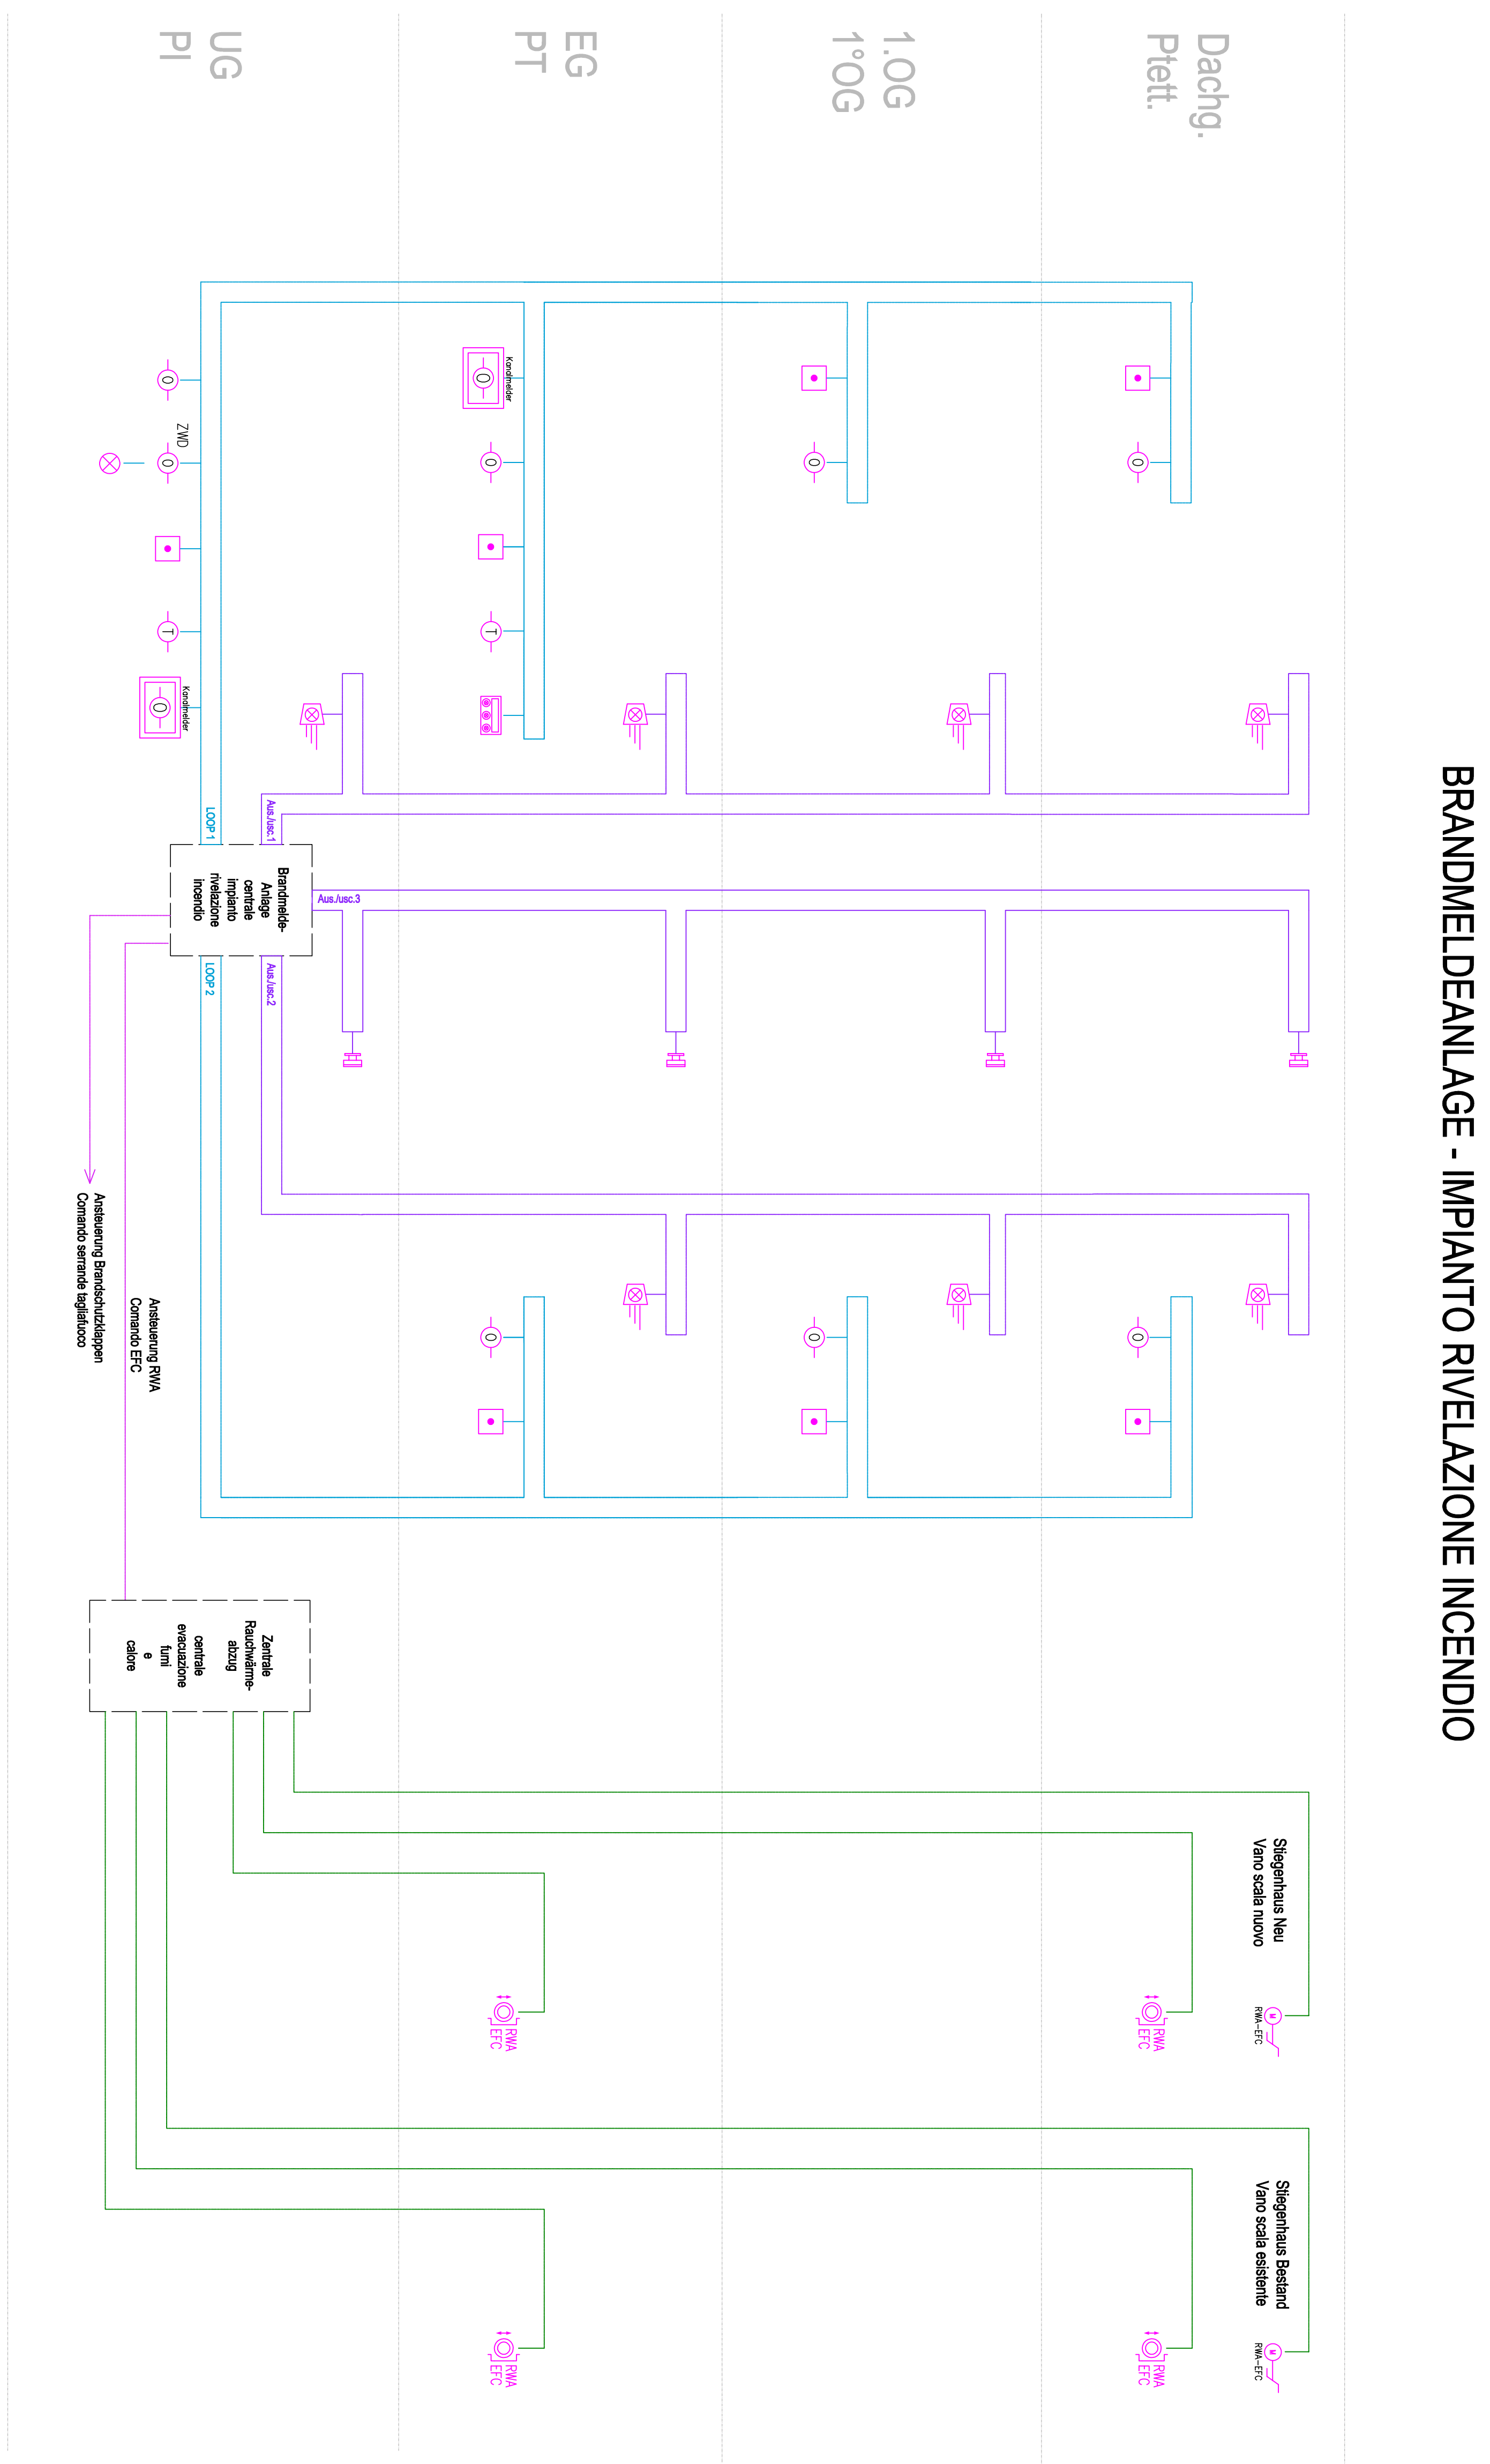 BRANDMELDEANLAGE - IMPIANTO RIVELAZIONE INCENDIO
Dachg.
Ptett.
1.OG
1°OG
EG
PT
UG
PI
Stiegenhaus Neu
Vano scala nuovo
Stiegenhaus Bestand
Vano scala esistente
M
RWA-EFC
M
RWA-EFC
O
O
RWA
EFC
RWA
EFC
O
O
Kanalmelder
O
O
T
O
RWA
EFC
RWA
EFC
Aus./usc.3
Aus./usc.1
Aus./usc.2
LOOP 1
LOOP 2
Brandmelde-
Anlage
centrale
impianto
rivelazione
incendio
O
ZWD
O
T
Kanalmelder
O
Zentrale
Rauchwärme-
abzug
centrale
evacuazione
fumi
e
calore
Ansteuerung RWA
Comando EFC
Ansteuerung Brandschutzklappen
Comando serrande tagliafuoco